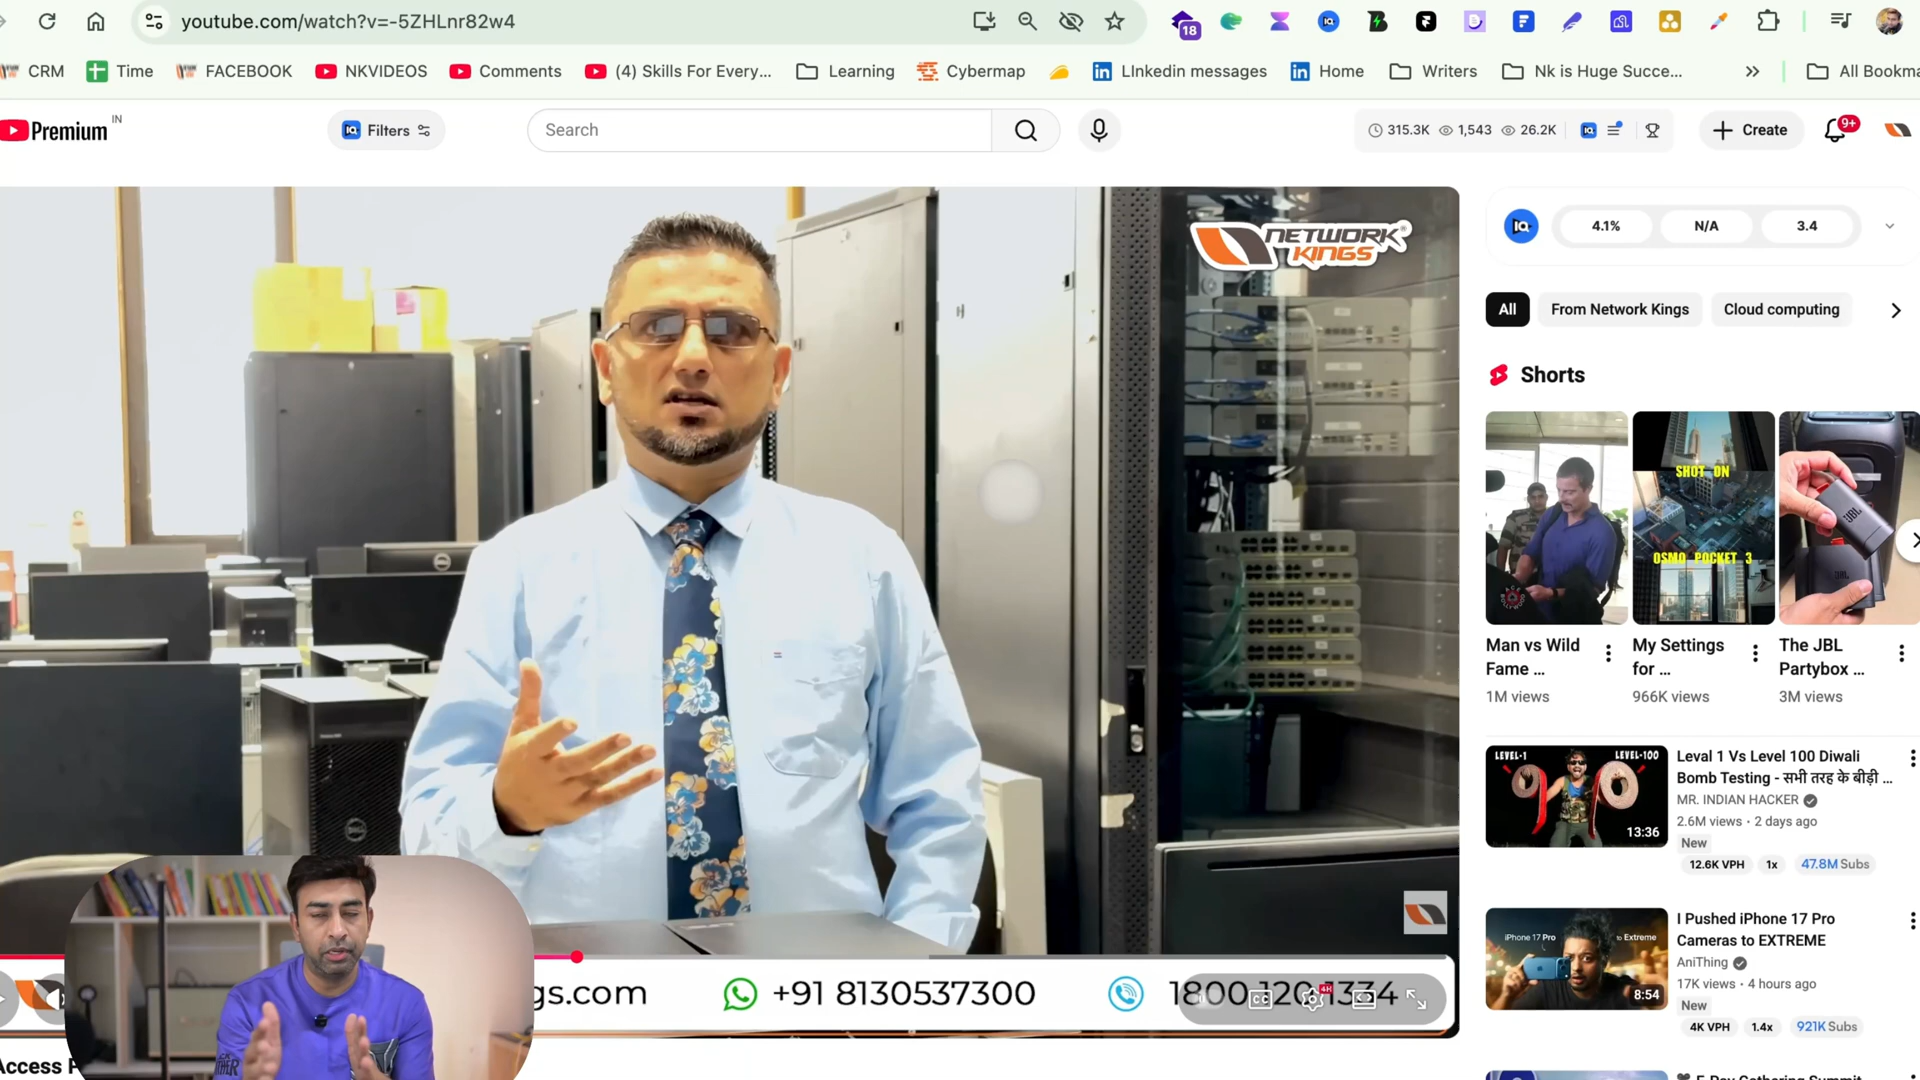 youtube.com/watch?v=-5ZHLnr82w4
18
CRM
Time
FACEBOOK
NKVIDEOS
Comments
(4) Skills For Every...
Learning
Cybermap
LInkedin messages
Home
Writers
Nk is Huge Succe...
All Bookma
Premium IN
Filters
Search
315.3K 1,543 26.2K
Create
9+
NETWORK
KINGS
4.1%
N/A
3.4
All
From Network Kings
Cloud computing
Shorts
SHOT ON
OSMO POCKET 3
JBL
Man vs Wild
Fame ...
1M views
My Settings
for ...
966K views
The JBL
Partybox ...
3M views
LEVEL-1
LEVEL-100
13:36
Leval 1 Vs Level 100 Diwali
Bomb Testing - सभी तरह के बीड़ी ...
MR. INDIAN HACKER
2.6M views • 2 days ago
New
12.6K VPH 1x 47.8M Subs
iPhone 17 Pro
to Extreme
8:54
I Pushed iPhone 17 Pro
Cameras to EXTREME
AniThing
17K views • 4 hours ago
New
4K VPH 1.4x 921K Subs
gs.com
+91 8130537300
1800 120 1334
CC
Access